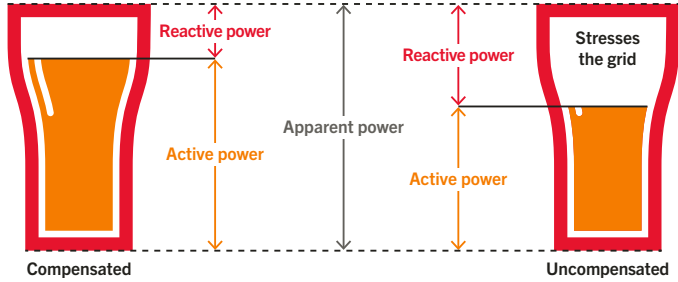 Reactive power
Stresses
the grid
Reactive power
Apparent power
Active power
Active power
Compensated
Uncompensated